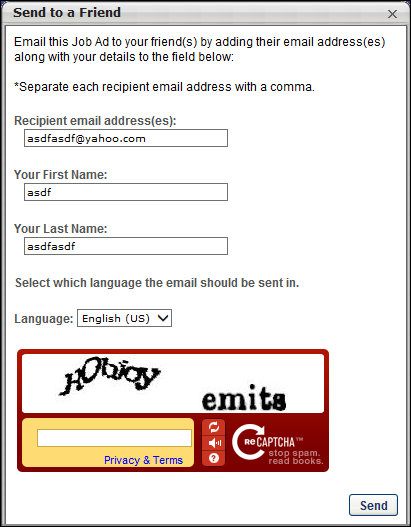 Send to a Friend
Email this Job Ad to your friend(s) by adding their email address(es)
along with your details to the field below:
*Separate each recipient email address with a comma.
Recipient email address(es):
asdfasdf@yahoo.com
Your First Name:
asdf
Your Last Name:
asdfasdf
Select which language the email should be sent in.
Language: English (US)
emits
Privacy & Terms
ReCAPTCHA™
stop spam.
read books.
Send